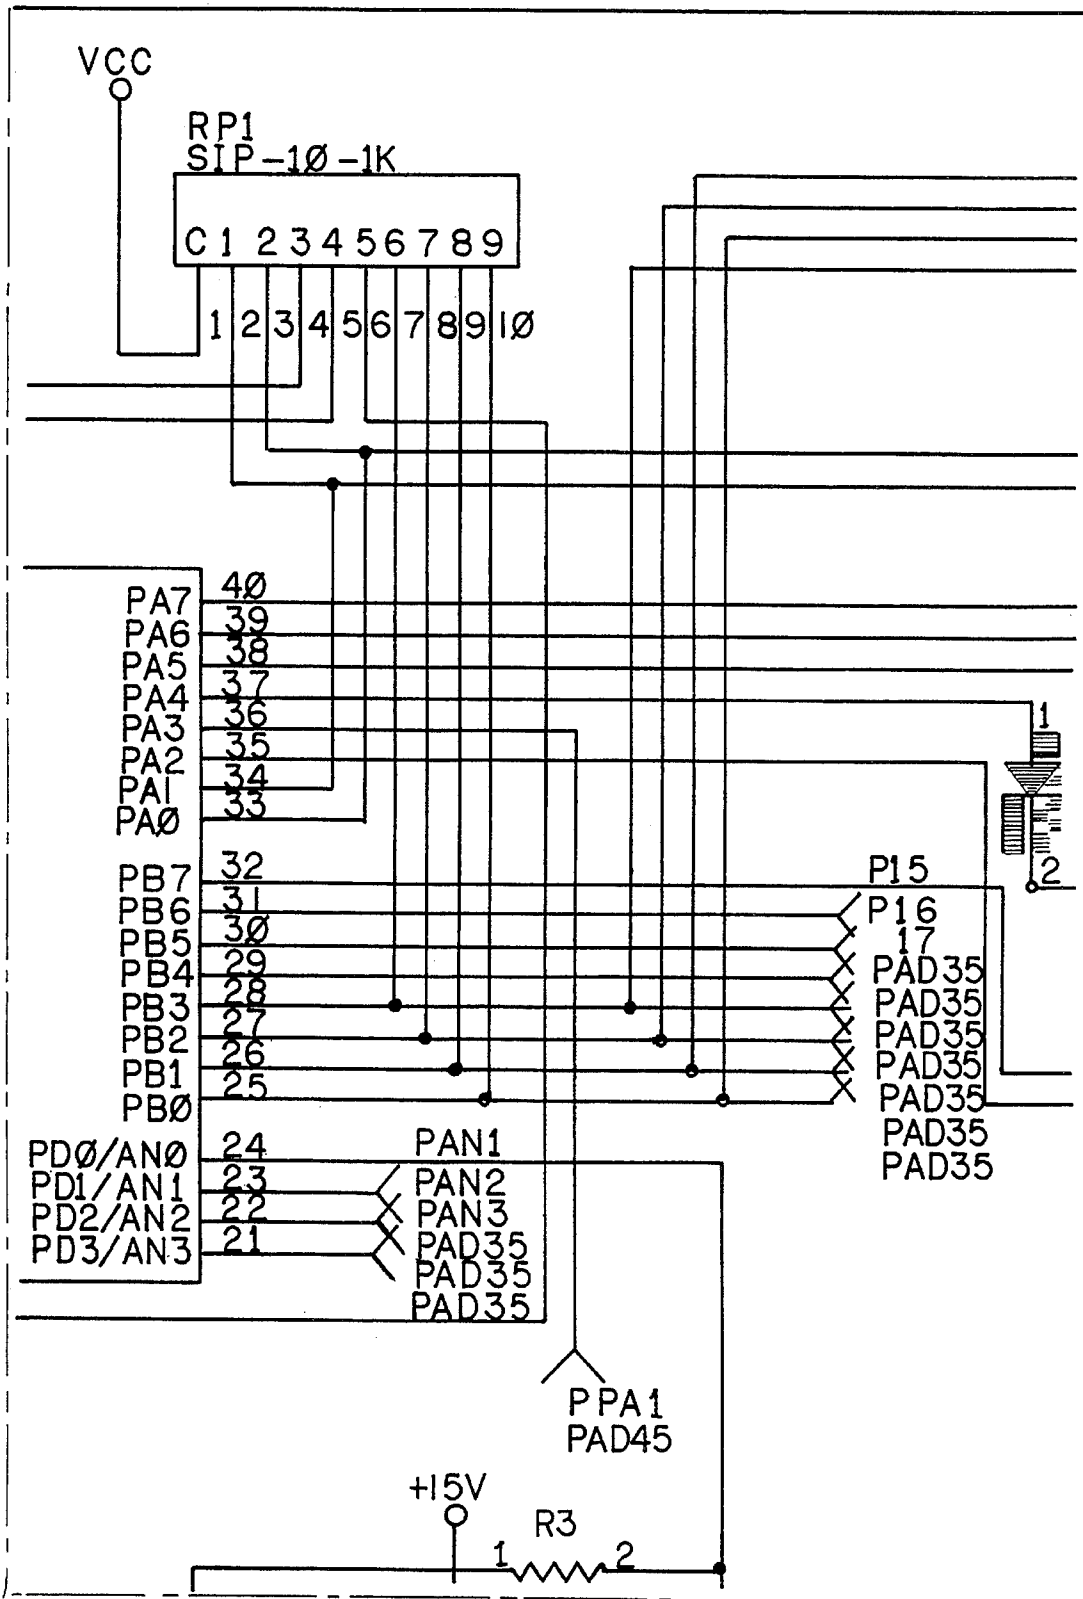 VCC
RP1
SIP-1Ø-1K
C 1 2 3 4 5 6 7 8 9
1 2 3 4 5 6 7 8 9 1Ø
PA7 4Ø
PA6 39
PA5 38
PA4 37
PA3 36
PA2 35
PA1 34
PAØ 33
1
2
PB7 32 P15
PB6 31 P16
PB5 3Ø 17
PB4 29 PAD35
PB3 28 PAD35
PB2 27 PAD35
PB1 26 PAD35
PBØ 25 PAD35
PAD35
PAD35
PDØ/ANØ 24 PAN1
PD1/AN1 23 PAN2
PD2/AN2 22 PAN3
PD3/AN3 21 PAD35
PAD35
PAD35
PPA1
PAD45
+15V
R3
1 2